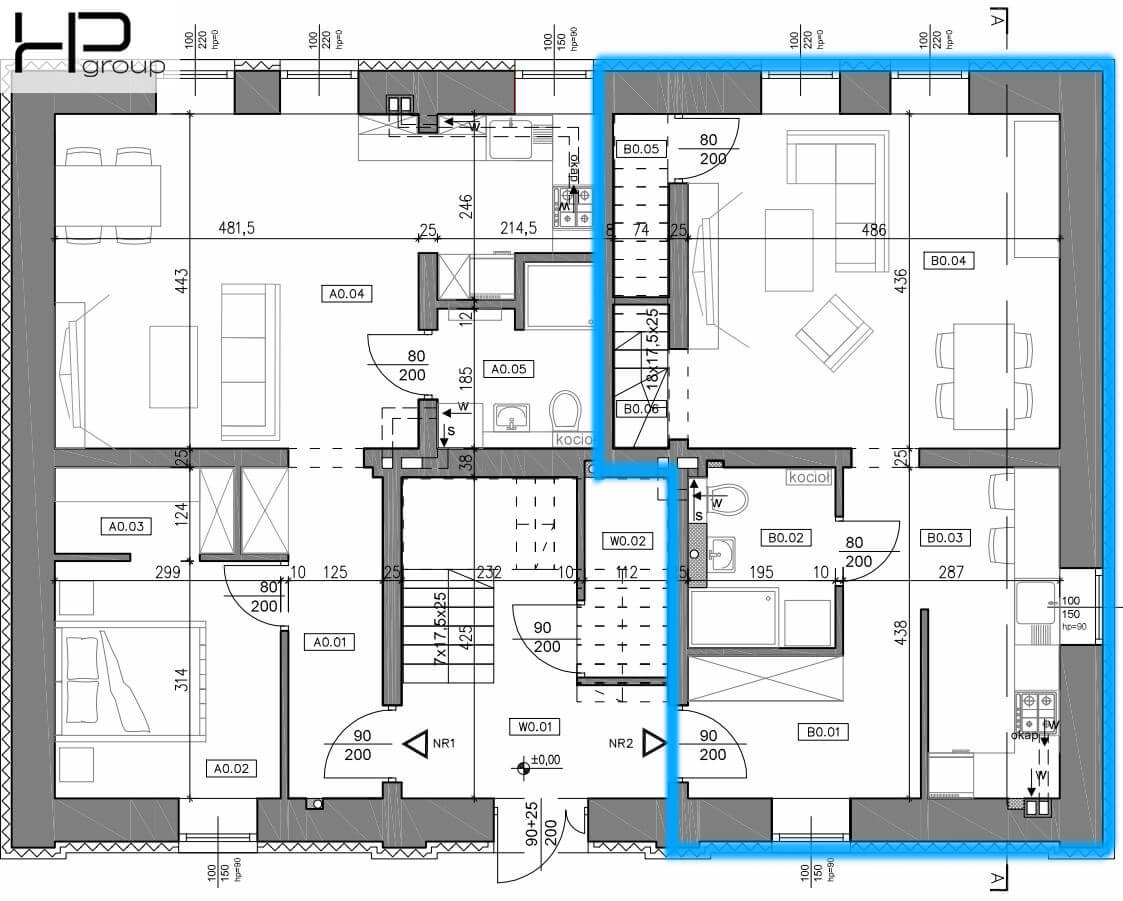 HP
group
100
220
hp=0
100
220
hp=0
100
150
hp=90
100
220
hp=0
100
220
hp=0
A
W
okap
W
B0.05
80
200
246
481,5
25
214,5
8
74
25
486
443
A0.04
436
B0.04
12
18x17,5x25
80
200
A0.05
185
B0.06
W
S
kocioł
25
38
25
A0.03
124
W0.02
S
W
kocioł
B0.02
80
200
B0.03
299
10
125
25
232
10
112
5
195
10
287
80
200
A0.01
7x17,5x25
425
90
200
438
100
150
hp=90
314
A0.02
90
200
NR1
W0.01
NR2
±0,00
90
200
B0.01
okap
W
W
90+25
200
100
150
hp=90
100
150
hp=90
A